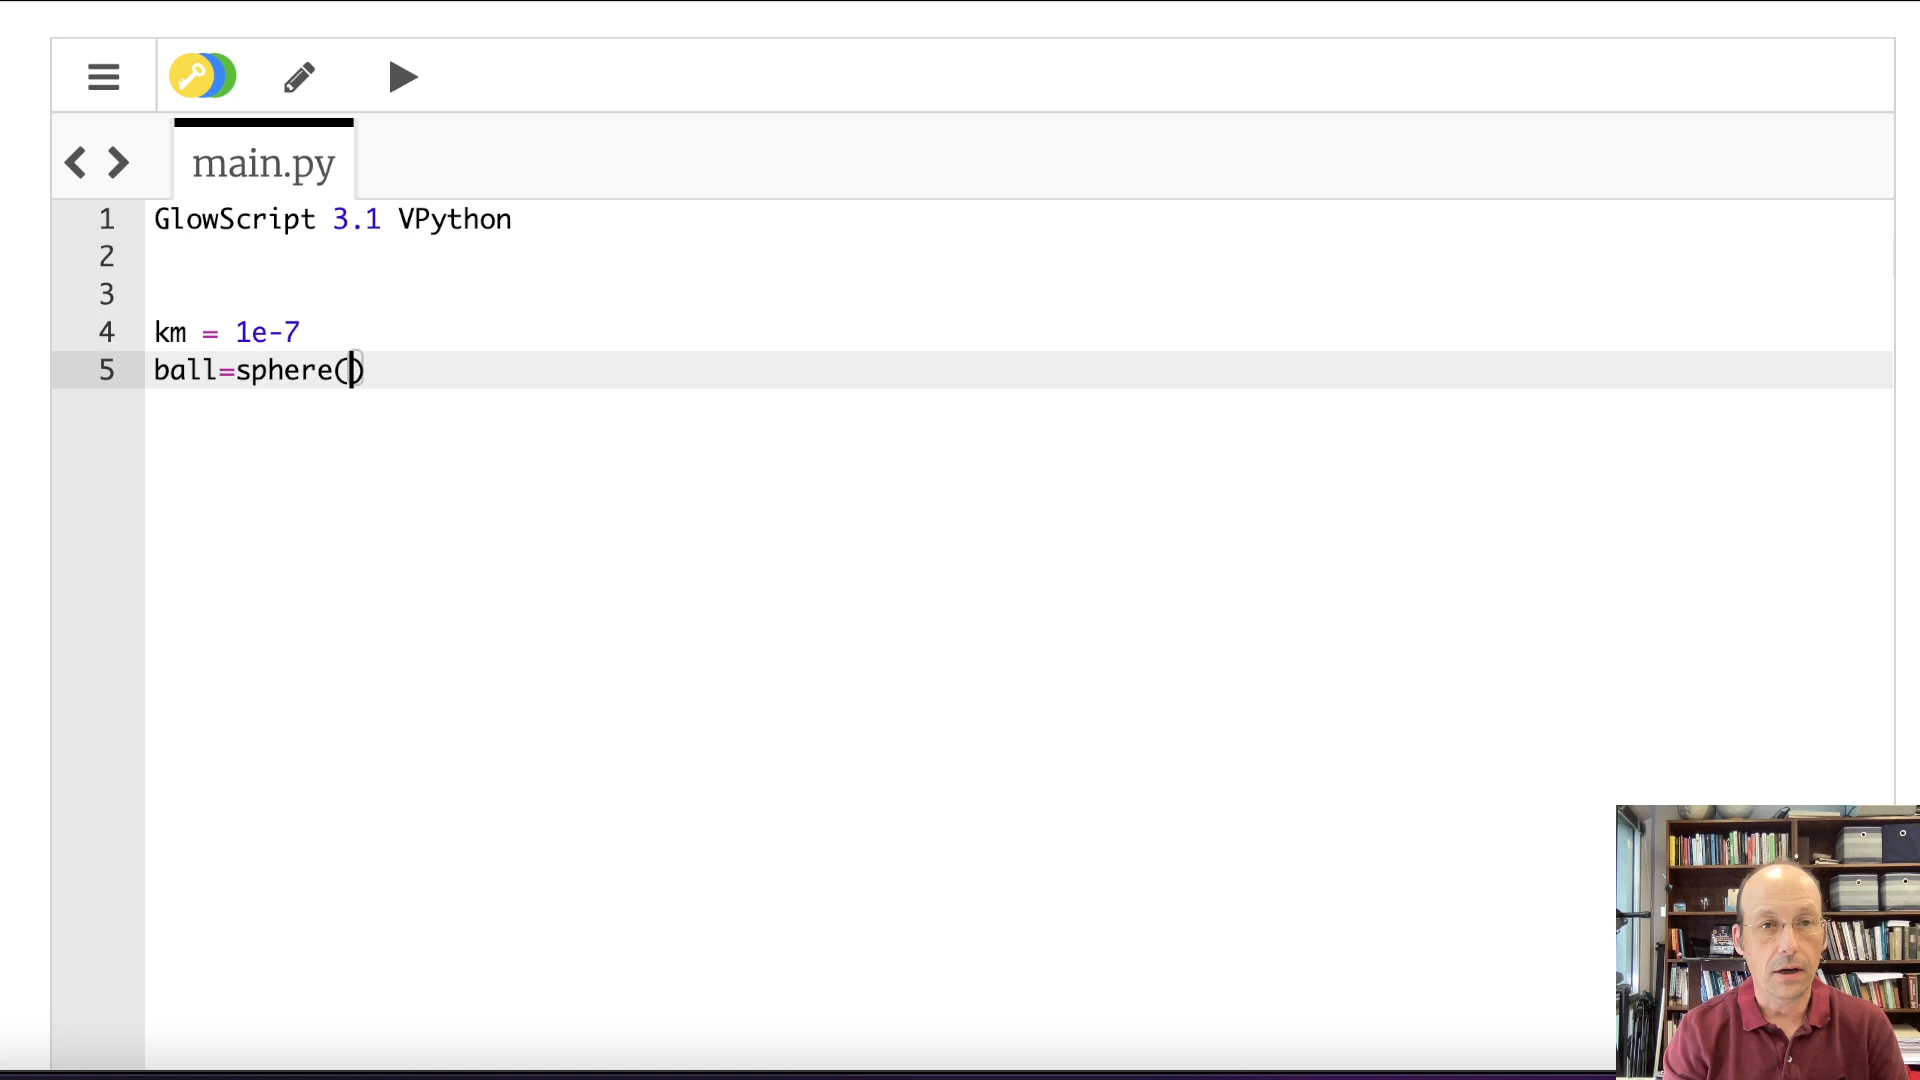 main.py
1 GlowScript 3.1 VPython
2
3
4 km = 1e-7
5 ball=sphere()